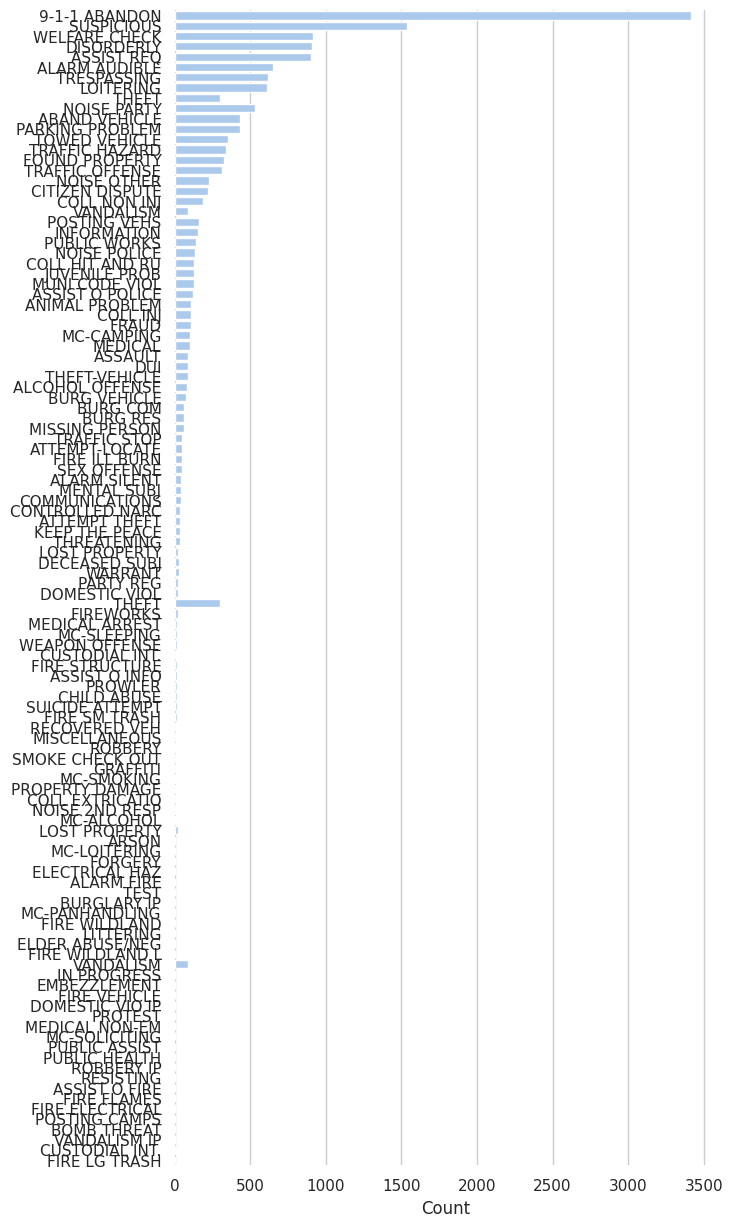 9-1-1 ABANDON
SUSPICIOUS
WELFARE CHECK
DISORDERLY
ASSIST REQ
ALARM AUDIBLE
TRESPASSING
LOITERING
THEFT
NOISE PARTY
ABAND VEHICLE
PARKING PROBLEM
TOWED VEHICLE
TRAFFIC HAZARD
FOUND PROPERTY
TRAFFIC OFFENSE
NOISE OTHER
CITIZEN DISPUTE
COLL NON INJ
VANDALISM
POSTING VEHS
INFORMATION
PUBLIC WORKS
NOISE POLICE
COLL HIT AND RU
JUVENILE PROB
MUNI CODE VIOL
ASSIST O POLICE
ANIMAL PROBLEM
COLL INJ
FRAUD
MC-CAMPING
MEDICAL
ASSAULT
DUI
THEFT-VEHICLE
ALCOHOL OFFENSE
BURG VEHICLE
BURG COM
BURG RES
MISSING PERSON
TRAFFIC STOP
ATTEMPT-LOCATE
FIRE ILL BURN
SEX OFFENSE
ALARM SILENT
MENTAL SUBJ
COMMUNICATIONS
CONTROLLED NARC
ATTEMPT THEFT
KEEP THE PEACE
THREATENING
LOST PROPERTY
DECEASED SUBJ
WARRANT
PARTY REG
DOMESTIC VIOL
THEFT
FIREWORKS
MEDICAL ARREST
MC-SLEEPING
WEAPON OFFENSE
CUSTODIAL INT.
FIRE STRUCTURE
ASSIST O INFO
PROWLER
CHILD ABUSE
SUICIDE ATTEMPT
FIRE SM TRASH
RECOVERED VEH
MISCELLANEOUS
ROBBERY
SMOKE CHECK OUT
GRAFFITI
MC-SMOKING
PROPERTY DAMAGE
COLL EXTRICATIO
NOISE 2ND RESP
MC-ALCOHOL
LOST PROPERTY
ARSON
MC-LOITERING
FORGERY
ELECTRICAL HAZ
ALARM FIRE
TEST
BURGLARY IP
MC-PANHANDLING
FIRE WILDLAND
LITTERING
ELDER ABUSE/NEG
FIRE WILDLAND L
VANDALISM
IN PROGRESS
EMBEZZLEMENT
FIRE VEHICLE
DOMESTIC VIO IP
PROTEST
MEDICAL NON-EM
MC-SOLICITING
PUBLIC ASSIST
PUBLIC HEALTH
ROBBERY IP
RESISTING
ASSIST O FIRE
FIRE FLAMES
FIRE ELECTRICAL
POSTING CAMPS
BOMB THREAT
VANDALISM IP
CUSTODIAL INT.
FIRE LG TRASH
0 500 1000 1500 2000 2500 3000 3500
Count